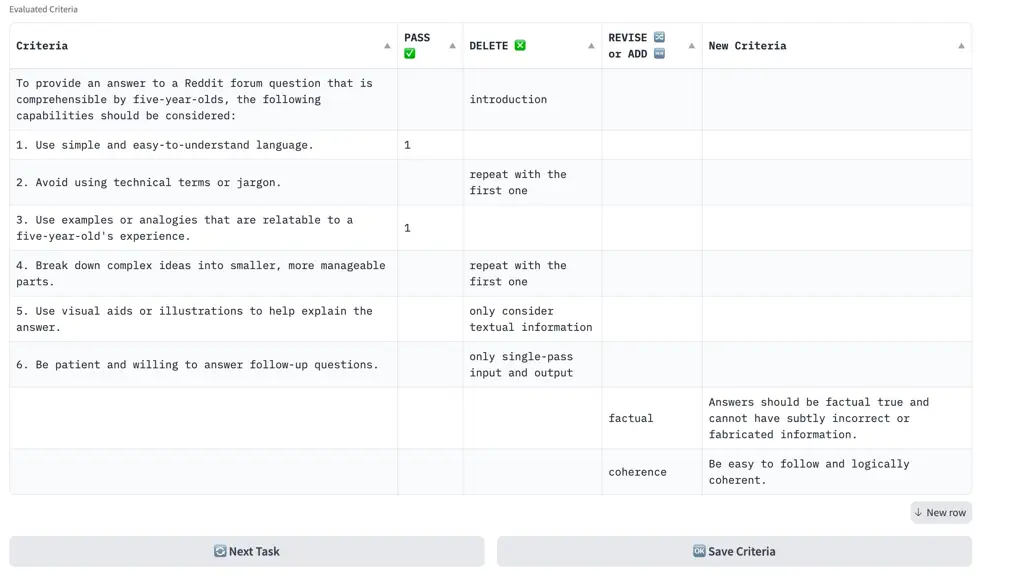 Evaluated Criteria
Criteria
PASS
DELETE
REVISE
or ADD
New Criteria
To provide an answer to a Reddit forum question that is
comprehensible by five-year-olds, the following
capabilities should be considered:
introduction
1. Use simple and easy-to-understand language.
1
2. Avoid using technical terms or jargon.
repeat with the
first one
3. Use examples or analogies that are relatable to a
five-year-old's experience.
1
4. Break down complex ideas into smaller, more manageable
parts.
repeat with the
first one
5. Use visual aids or illustrations to help explain the
answer.
only consider
textual information
6. Be patient and willing to answer follow-up questions.
only single-pass
input and output
factual
Answers should be factual true and
cannot have subtly incorrect or
fabricated information.
coherence
Be easy to follow and logically
coherent.
↓ New row
Next Task
OK Save Criteria